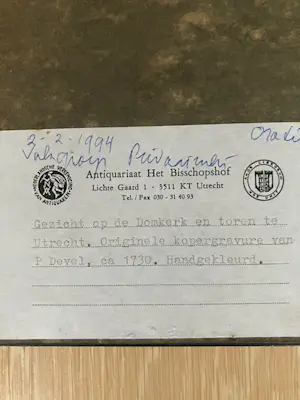 2-2-1994
Antiquariaat Het Bisschopshof
Lichte Gaard 1 - 3511 KT Utrecht
Tel. / Fax 030 - 31 40 93
Gezicht op de Domkerk en toren te
Utrecht. Originele kopergravure van
P Devel, ca 1730. Handgekleurd.